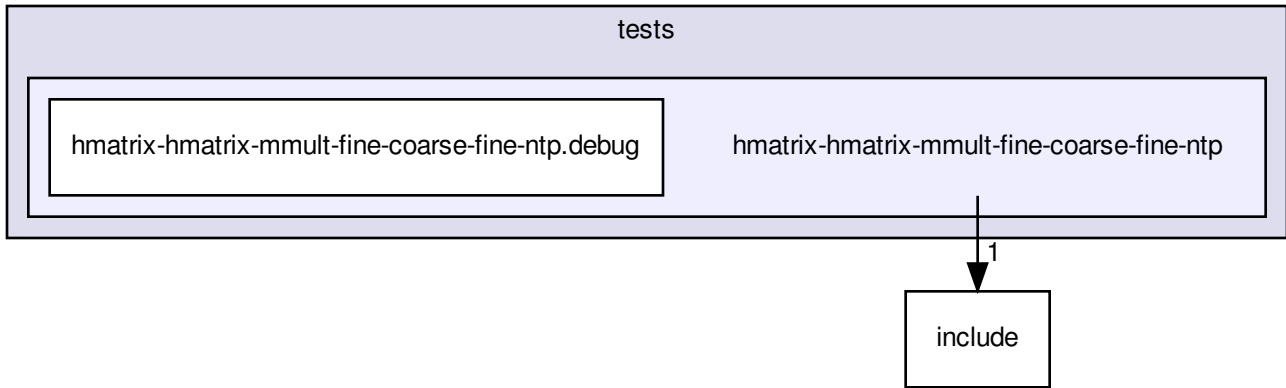 tests
hmatrix-hmatrix-mmult-fine-coarse-fine-ntp.debug
hmatrix-hmatrix-mmult-fine-coarse-fine-ntp
1
include